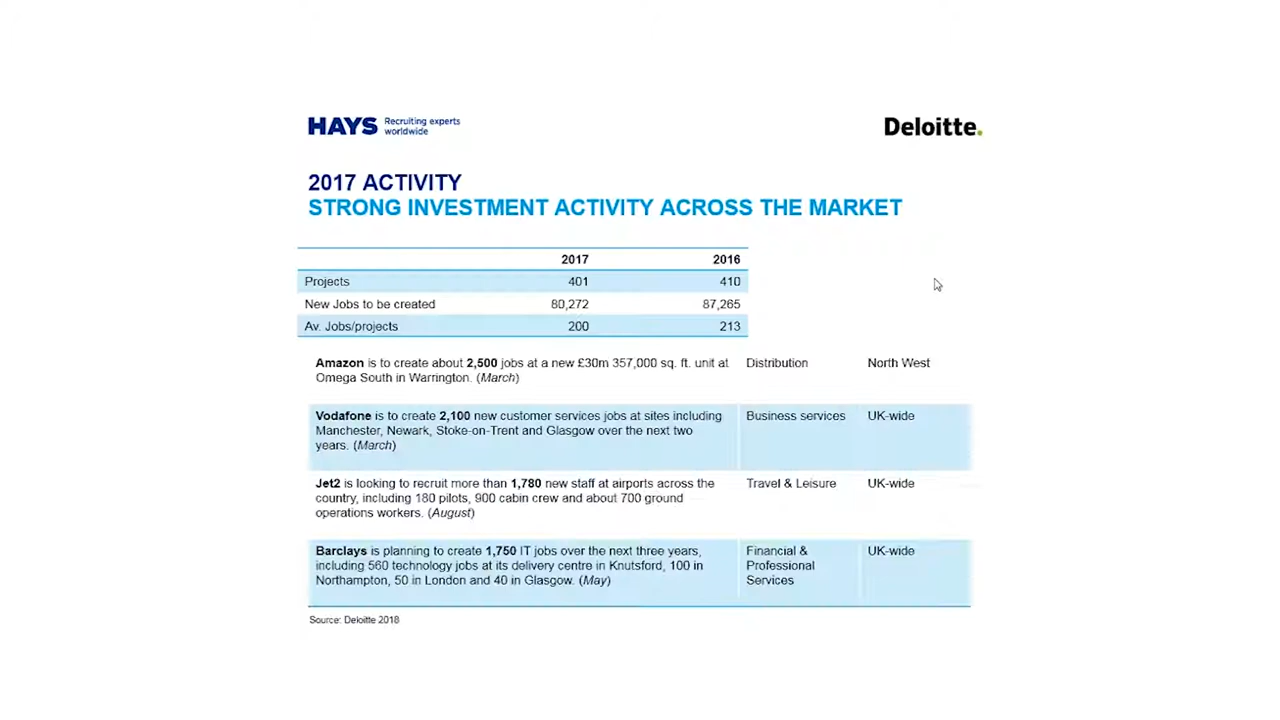 HAYS Recruiting experts
worldwide
Deloitte.
2017 ACTIVITY
STRONG INVESTMENT ACTIVITY ACROSS THE MARKET
2017 2016
Projects 401 410
New Jobs to be created 80,272 87,265
Av. Jobs/projects 200 213
Amazon is to create about 2,500 jobs at a new £30m 357,000 sq. ft. unit at Distribution North West
Omega South in Warrington. (March)
Vodafone is to create 2,100 new customer services jobs at sites including Business services UK-wide
Manchester, Newark, Stoke-on-Trent and Glasgow over the next two
years. (March)
Jet2 is looking to recruit more than 1,780 new staff at airports across the Travel & Leisure UK-wide
country, including 180 pilots, 900 cabin crew and about 700 ground
operations workers. (August)
Barclays is planning to create 1,750 IT jobs over the next three years, Financial & UK-wide
including 560 technology jobs at its delivery centre in Knutsford, 100 in Professional
Northampton, 50 in London and 40 in Glasgow. (May) Services
Source: Deloitte 2018